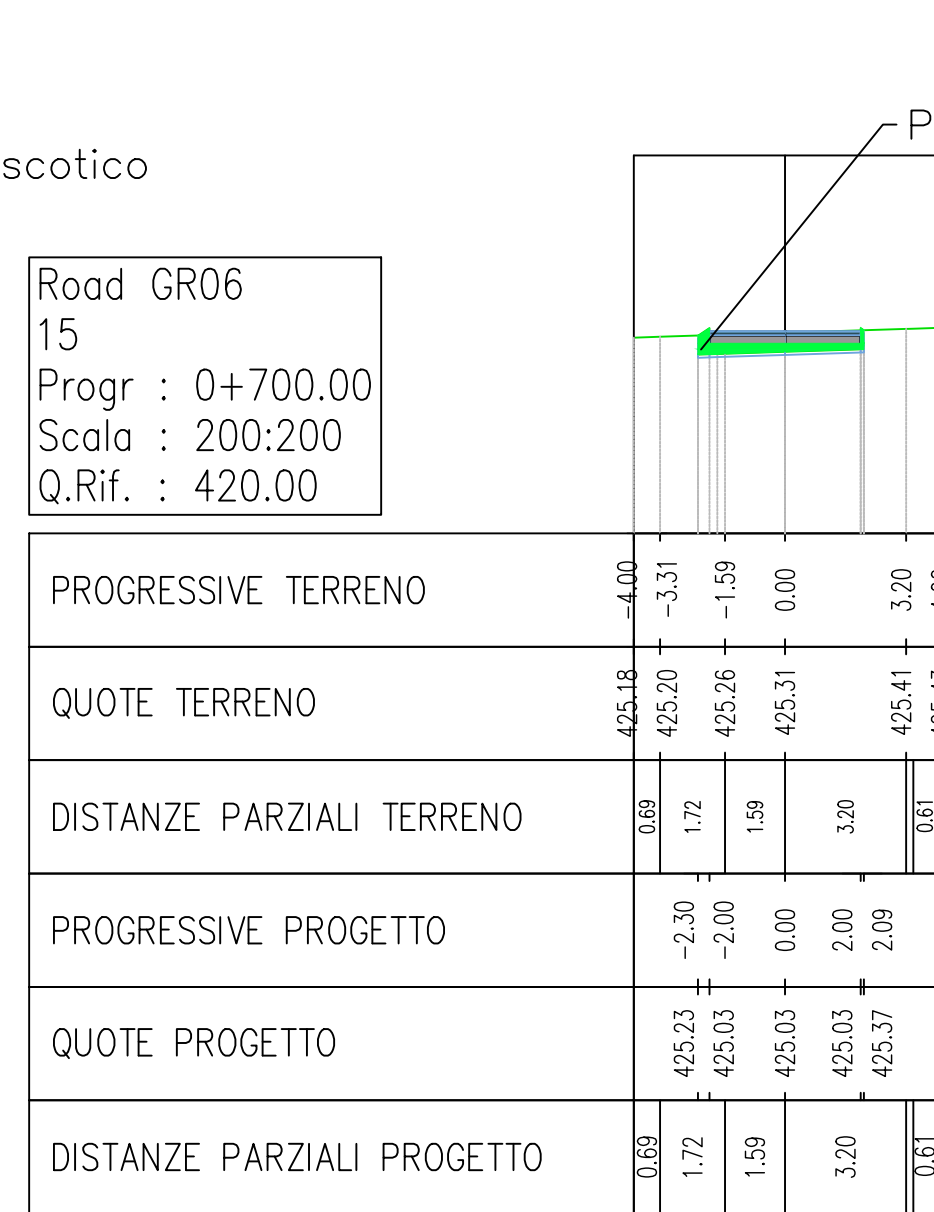 P
scotico
Road GR06
15
Progr : 0+700.00
Scala : 200:200
Q.Rif. : 420.00
PROGRESSIVE TERRENO -4.00 -3.31 -1.59 0.00 3.20
QUOTE TERRENO 425.18 425.20 425.26 425.31 425.41
DISTANZE PARZIALI TERRENO 0.69 1.72 1.59 3.20 0.61
PROGRESSIVE PROGETTO -2.30 -2.00 0.00 2.00 2.09
QUOTE PROGETTO 425.23 425.03 425.03 425.03 425.37
DISTANZE PARZIALI PROGETTO 0.69 1.72 1.59 3.20 0.61